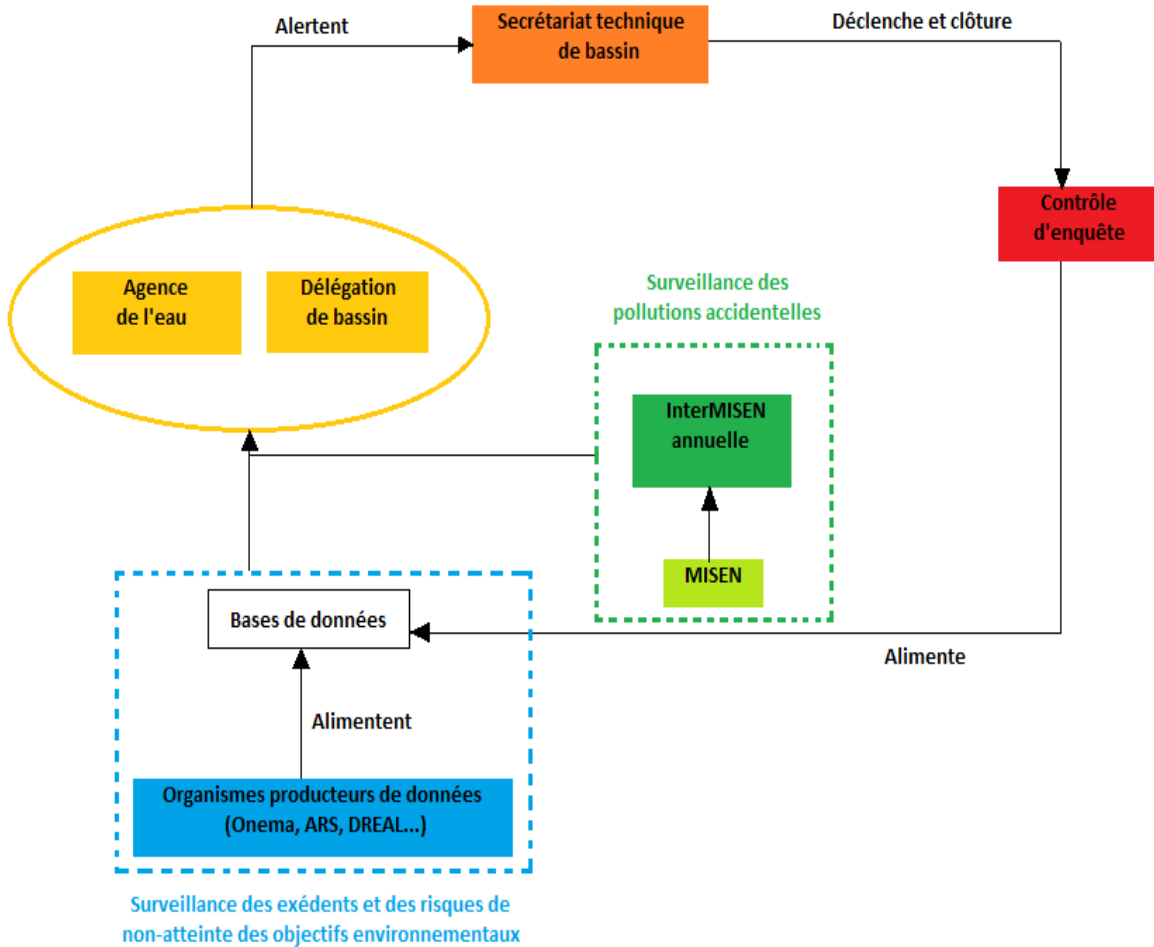 Alertent
Secrétariat technique
de bassin
Déclenche et clôture
Contrôle
d'enquête
Agence
de l'eau
Délégation
de bassin
Surveillance des
pollutions accidentelles
InterMISEN
annuelle
MISEN
Bases de données
Alimente
Alimentent
Organismes producteurs de données
(Onema, ARS, DREAL...)
Surveillance des exédents et des risques de
non-atteinte des objectifs environnementaux